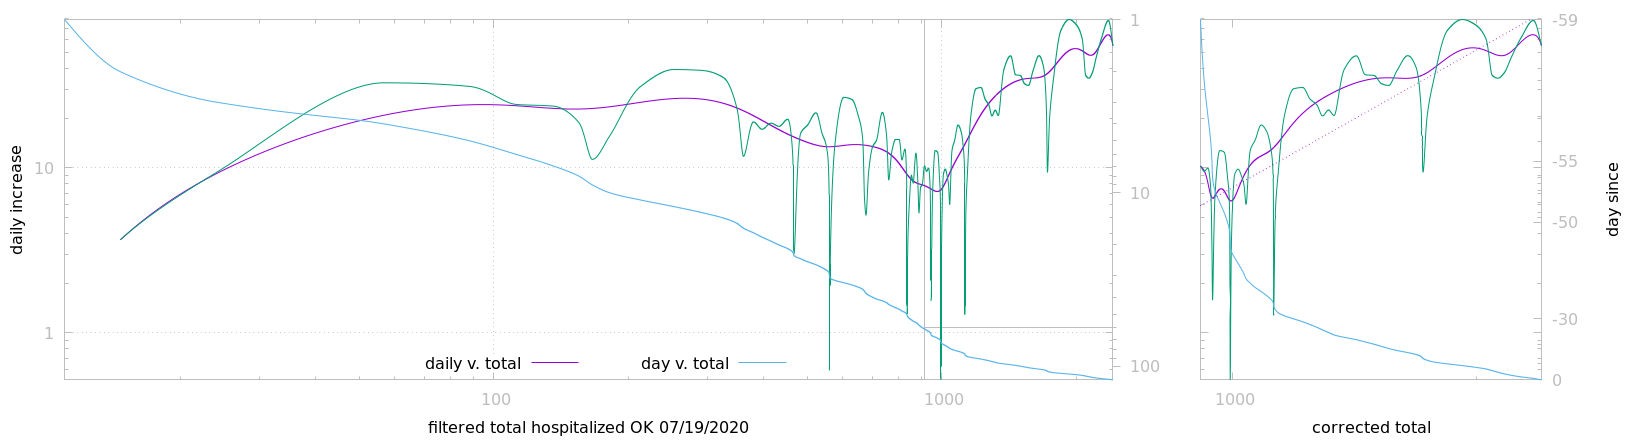 daily increase
10
1
100
1000
1
10
100
daily v. total
day v. total
filtered total hospitalized OK 07/19/2020
1000
-59
-55
-50
-30
0
day since
corrected total